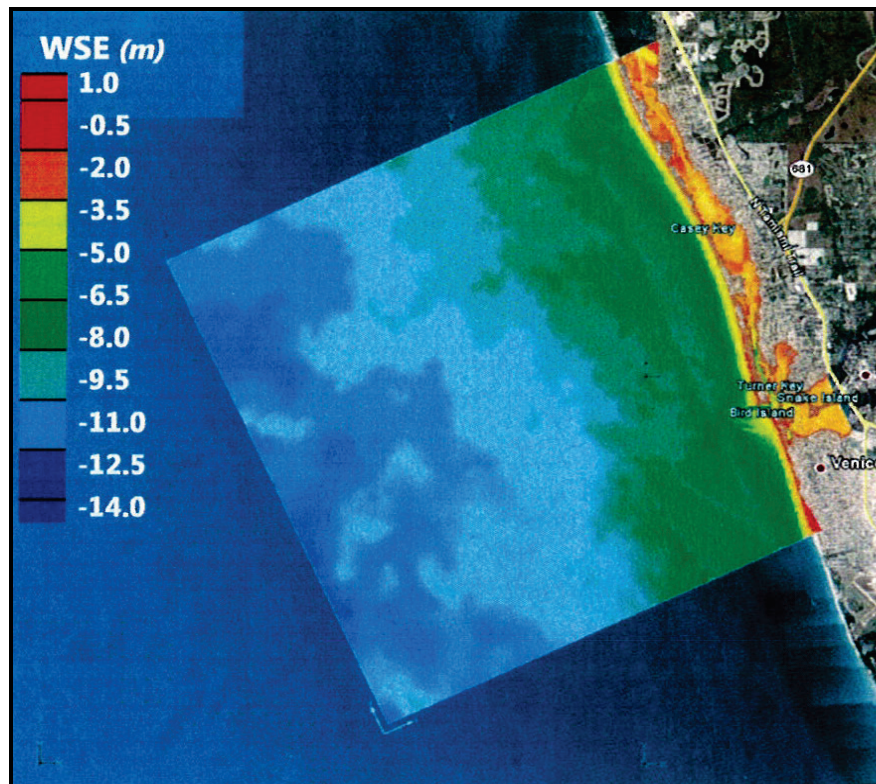 WSE (m)
1.0
-0.5
-2.0
-3.5
-5.0
-6.5
-8.0
-9.5
-11.0
-12.5
-14.0
681
Casey Key
Turner Key
Snake Island
Bird Island
Venice